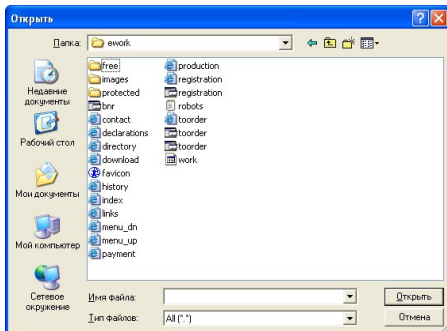 Открыть
Папка: ework
Недавние документы
Рабочий стол
Мои документы
Мой компьютер
Сетевое окружение
free
images
protected
bnr
contact
declarations
directory
download
favicon
history
index
links
menu_dn
menu_up
payment
production
registration
registration
robots
toorder
toorder
toorder
work
Имя файла:
Открыть
Тип файлов: All (*.*)
Отмена